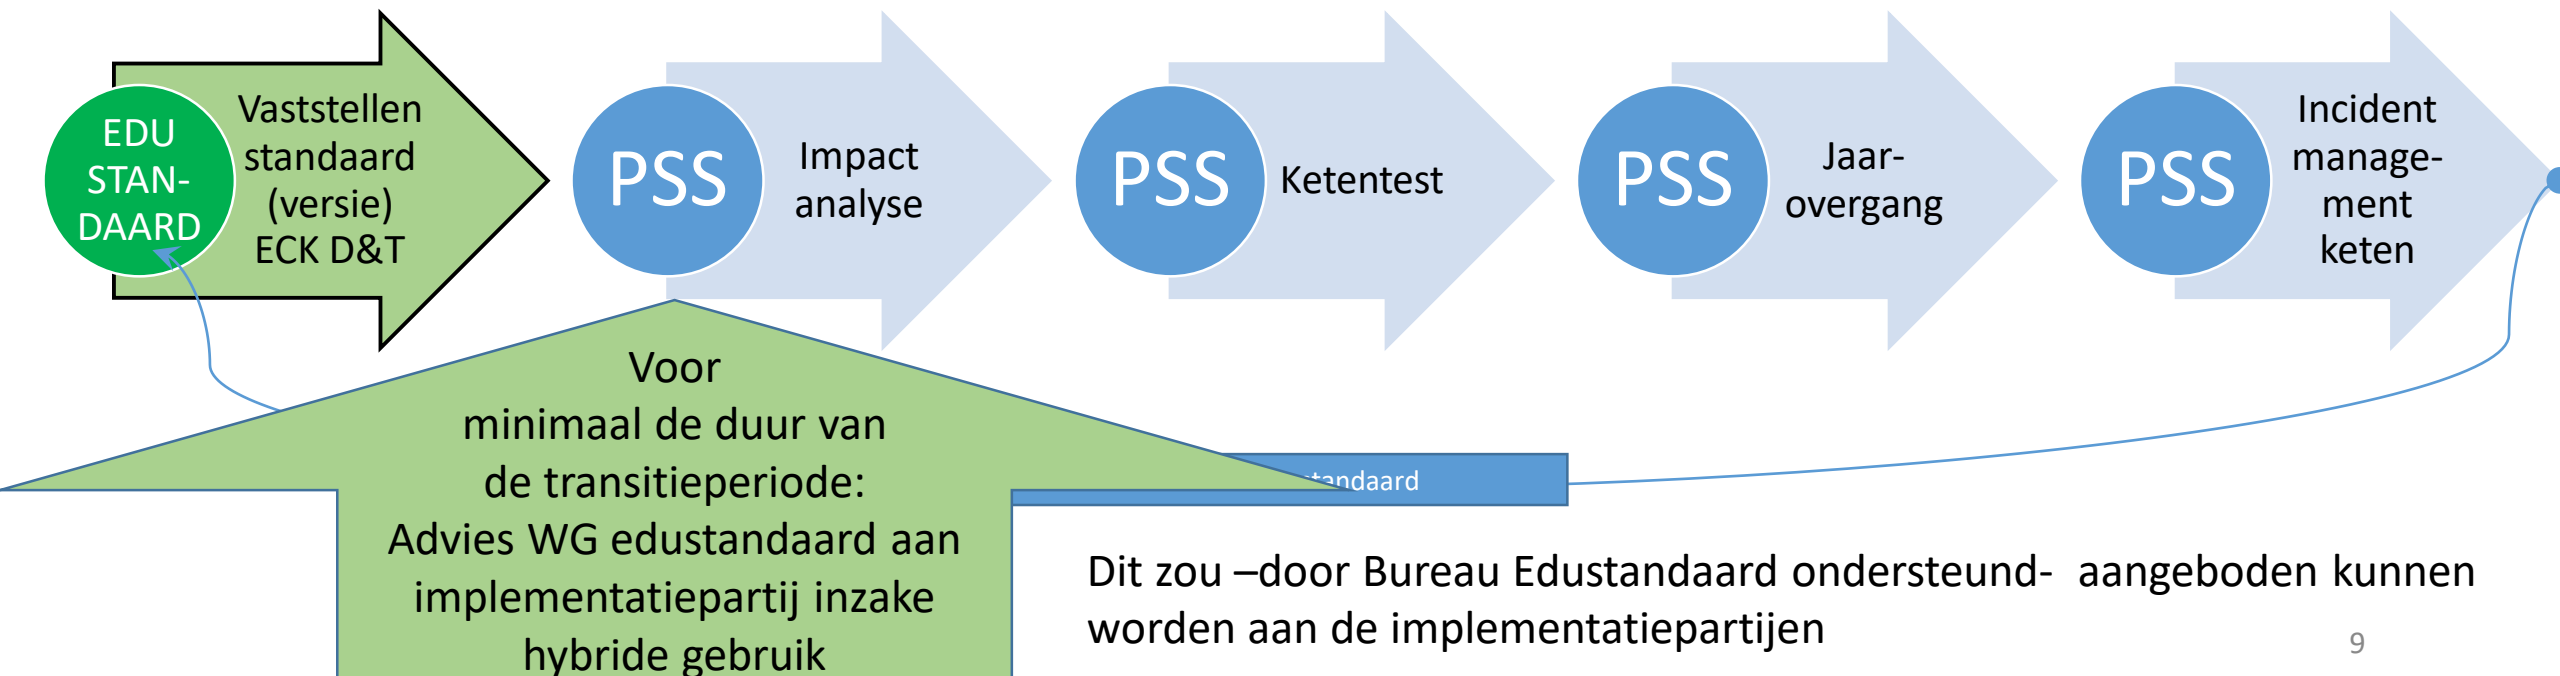 EDU
STAN-
DAARD
Vaststellen
standaard
(versie)
ECK D&T
PSS
Impact
analyse
PSS
Ketentest
PSS
Jaar-
overgang
PSS
Incident
manage-
ment
keten
Voor
minimaal de duur van
de transitieperiode:
Advies WG edustandaard aan
implementatiepartij inzake
hybride gebruik
Dit zou –door Bureau Edustandaard ondersteund- aangeboden kunnen
worden aan de implementatiepartijen
9